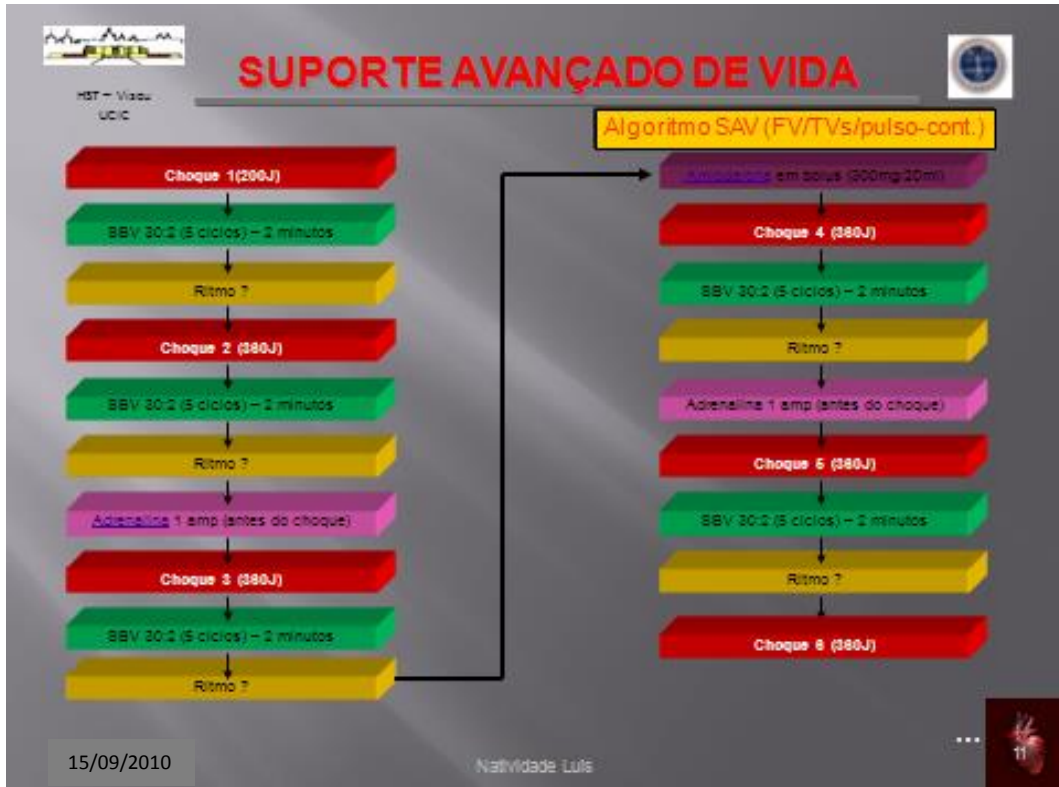 SUPORTE AVANÇADO DE VIDA
HST – Viseu
UCIC
Algoritmo SAV (FV/TVs/pulso-cont.)
Choque 1(200J)
SBV 30:2 (5 ciclos) – 2 minutos
Ritmo ?
Choque 2 (360J)
SBV 30:2 (5 ciclos) – 2 minutos
Ritmo ?
Adrenalina 1 amp (antes do choque)
Choque 3 (360J)
SBV 30:2 (5 ciclos) – 2 minutos
Ritmo ?
Amiodarona em bolus (300mg/20ml)
Choque 4 (360J)
SBV 30:2 (5 ciclos) – 2 minutos
Ritmo ?
Adrenalina 1 amp (antes do choque)
Choque 5 (360J)
SBV 30:2 (5 ciclos) – 2 minutos
Ritmo ?
Choque 6 (360J)
...
15/09/2010
Natividade Luis
11